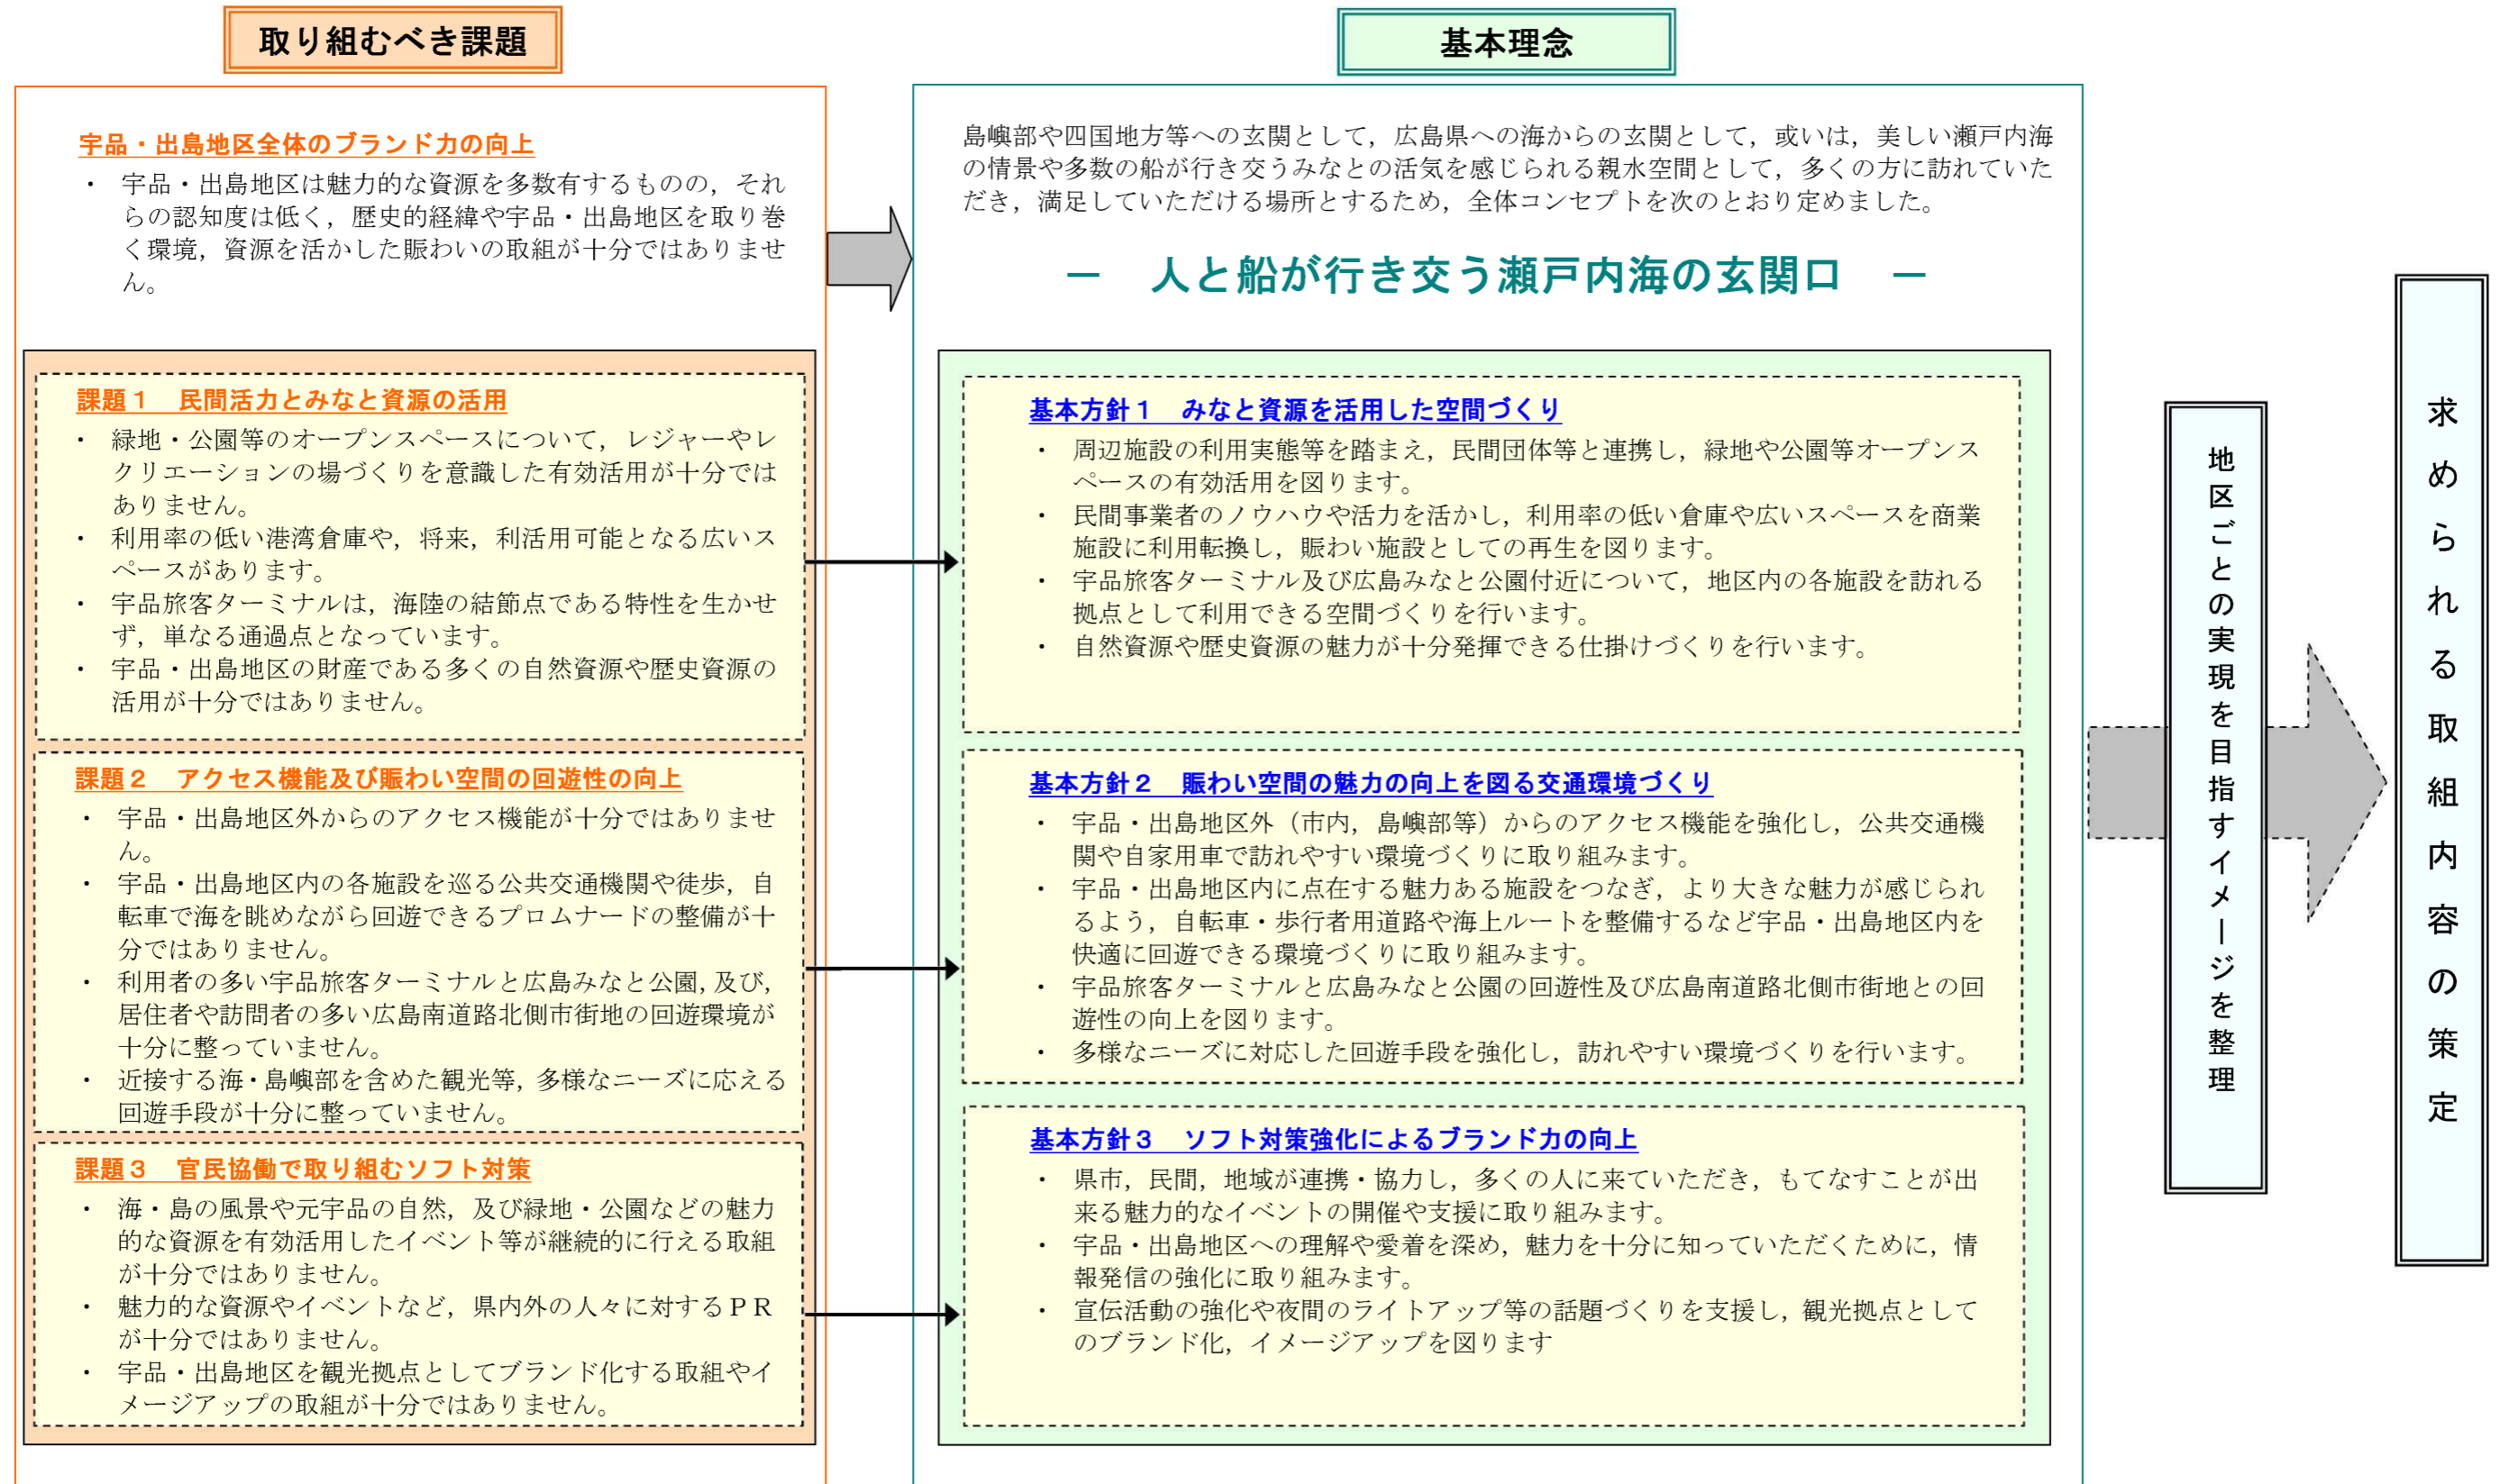 取り組むべき課題
宇品・出島地区全体のブランド力の向上
・ 宇品・出島地区は魅力的な資源を多数有するものの，それ
らの認知度は低く，歴史的経緯や宇品・出島地区を取り巻
く環境，資源を活かした賑わいの取組が十分ではありませ
ん。
課題１　民間活力とみなと資源の活用
・ 緑地・公園等のオープンスペースについて，レジャーやレ
クリエーションの場づくりを意識した有効活用が十分では
ありません。
・ 利用率の低い港湾倉庫や，将来，利活用可能となる広いス
ペースがあります。
・ 宇品旅客ターミナルは，海陸の結節点である特性を生かせ
ず，単なる通過点となっています。
・ 宇品・出島地区の財産である多くの自然資源や歴史資源の
活用が十分ではありません。
課題２　アクセス機能及び賑わい空間の回遊性の向上
・ 宇品・出島地区外からのアクセス機能が十分ではありませ
ん。
・ 宇品・出島地区内の各施設を巡る公共交通機関や徒歩，自
転車で海を眺めながら回遊できるプロムナードの整備が十
分ではありません。
・ 利用者の多い宇品旅客ターミナルと広島みなと公園，及び，
居住者や訪問者の多い広島南道路北側市街地の回遊環境が
十分に整っていません。
・ 近接する海・島嶼部を含めた観光等，多様なニーズに応える
回遊手段が十分に整っていません。
課題３　官民協働で取り組むソフト対策
・ 海・島の風景や元宇品の自然，及び緑地・公園などの魅力
的な資源を有効活用したイベント等が継続的に行える取組
が十分ではありません。
・ 魅力的な資源やイベントなど，県内外の人々に対するＰＲ
が十分ではありません。
・ 宇品・出島地区を観光拠点としてブランド化する取組やイ
メージアップの取組が十分ではありません。
基本理念
島嶼部や四国地方等への玄関として，広島県への海からの玄関として，或いは，美しい瀬戸内海
の情景や多数の船が行き交うみなとの活気を感じられる親水空間として，多くの方に訪れていた
だき，満足していただける場所とするため，全体コンセプトを次のとおり定めました。
－　人と船が行き交う瀬戸内海の玄関口　－
基本方針１　みなと資源を活用した空間づくり
・ 周辺施設の利用実態等を踏まえ，民間団体等と連携し，緑地や公園等オープンス
ペースの有効活用を図ります。
・ 民間事業者のノウハウや活力を活かし，利用率の低い倉庫や広いスペースを商業
施設に利用転換し，賑わい施設としての再生を図ります。
・ 宇品旅客ターミナル及び広島みなと公園付近について，地区内の各施設を訪れる
拠点として利用できる空間づくりを行います。
・ 自然資源や歴史資源の魅力が十分発揮できる仕掛けづくりを行います。
基本方針２　賑わい空間の魅力の向上を図る交通環境づくり
・ 宇品・出島地区外（市内，島嶼部等）からのアクセス機能を強化し，公共交通機
関や自家用車で訪れやすい環境づくりに取り組みます。
・ 宇品・出島地区内に点在する魅力ある施設をつなぎ，より大きな魅力が感じられ
るよう，自転車・歩行者用道路や海上ルートを整備するなど宇品・出島地区内を
快適に回遊できる環境づくりに取り組みます。
・ 宇品旅客ターミナルと広島みなと公園の回遊性及び広島南道路北側市街地との回
遊性の向上を図ります。
・ 多様なニーズに対応した回遊手段を強化し，訪れやすい環境づくりを行います。
基本方針３　ソフト対策強化によるブランド力の向上
・ 県市，民間，地域が連携・協力し，多くの人に来ていただき，もてなすことが出
来る魅力的なイベントの開催や支援に取り組みます。
・ 宇品・出島地区への理解や愛着を深め，魅力を十分に知っていただくために，情
報発信の強化に取り組みます。
・ 宣伝活動の強化や夜間のライトアップ等の話題づくりを支援し，観光拠点として
のブランド化，イメージアップを図ります
地区ごとの実現を目指すイメージを整理
求められる取組内容の策定